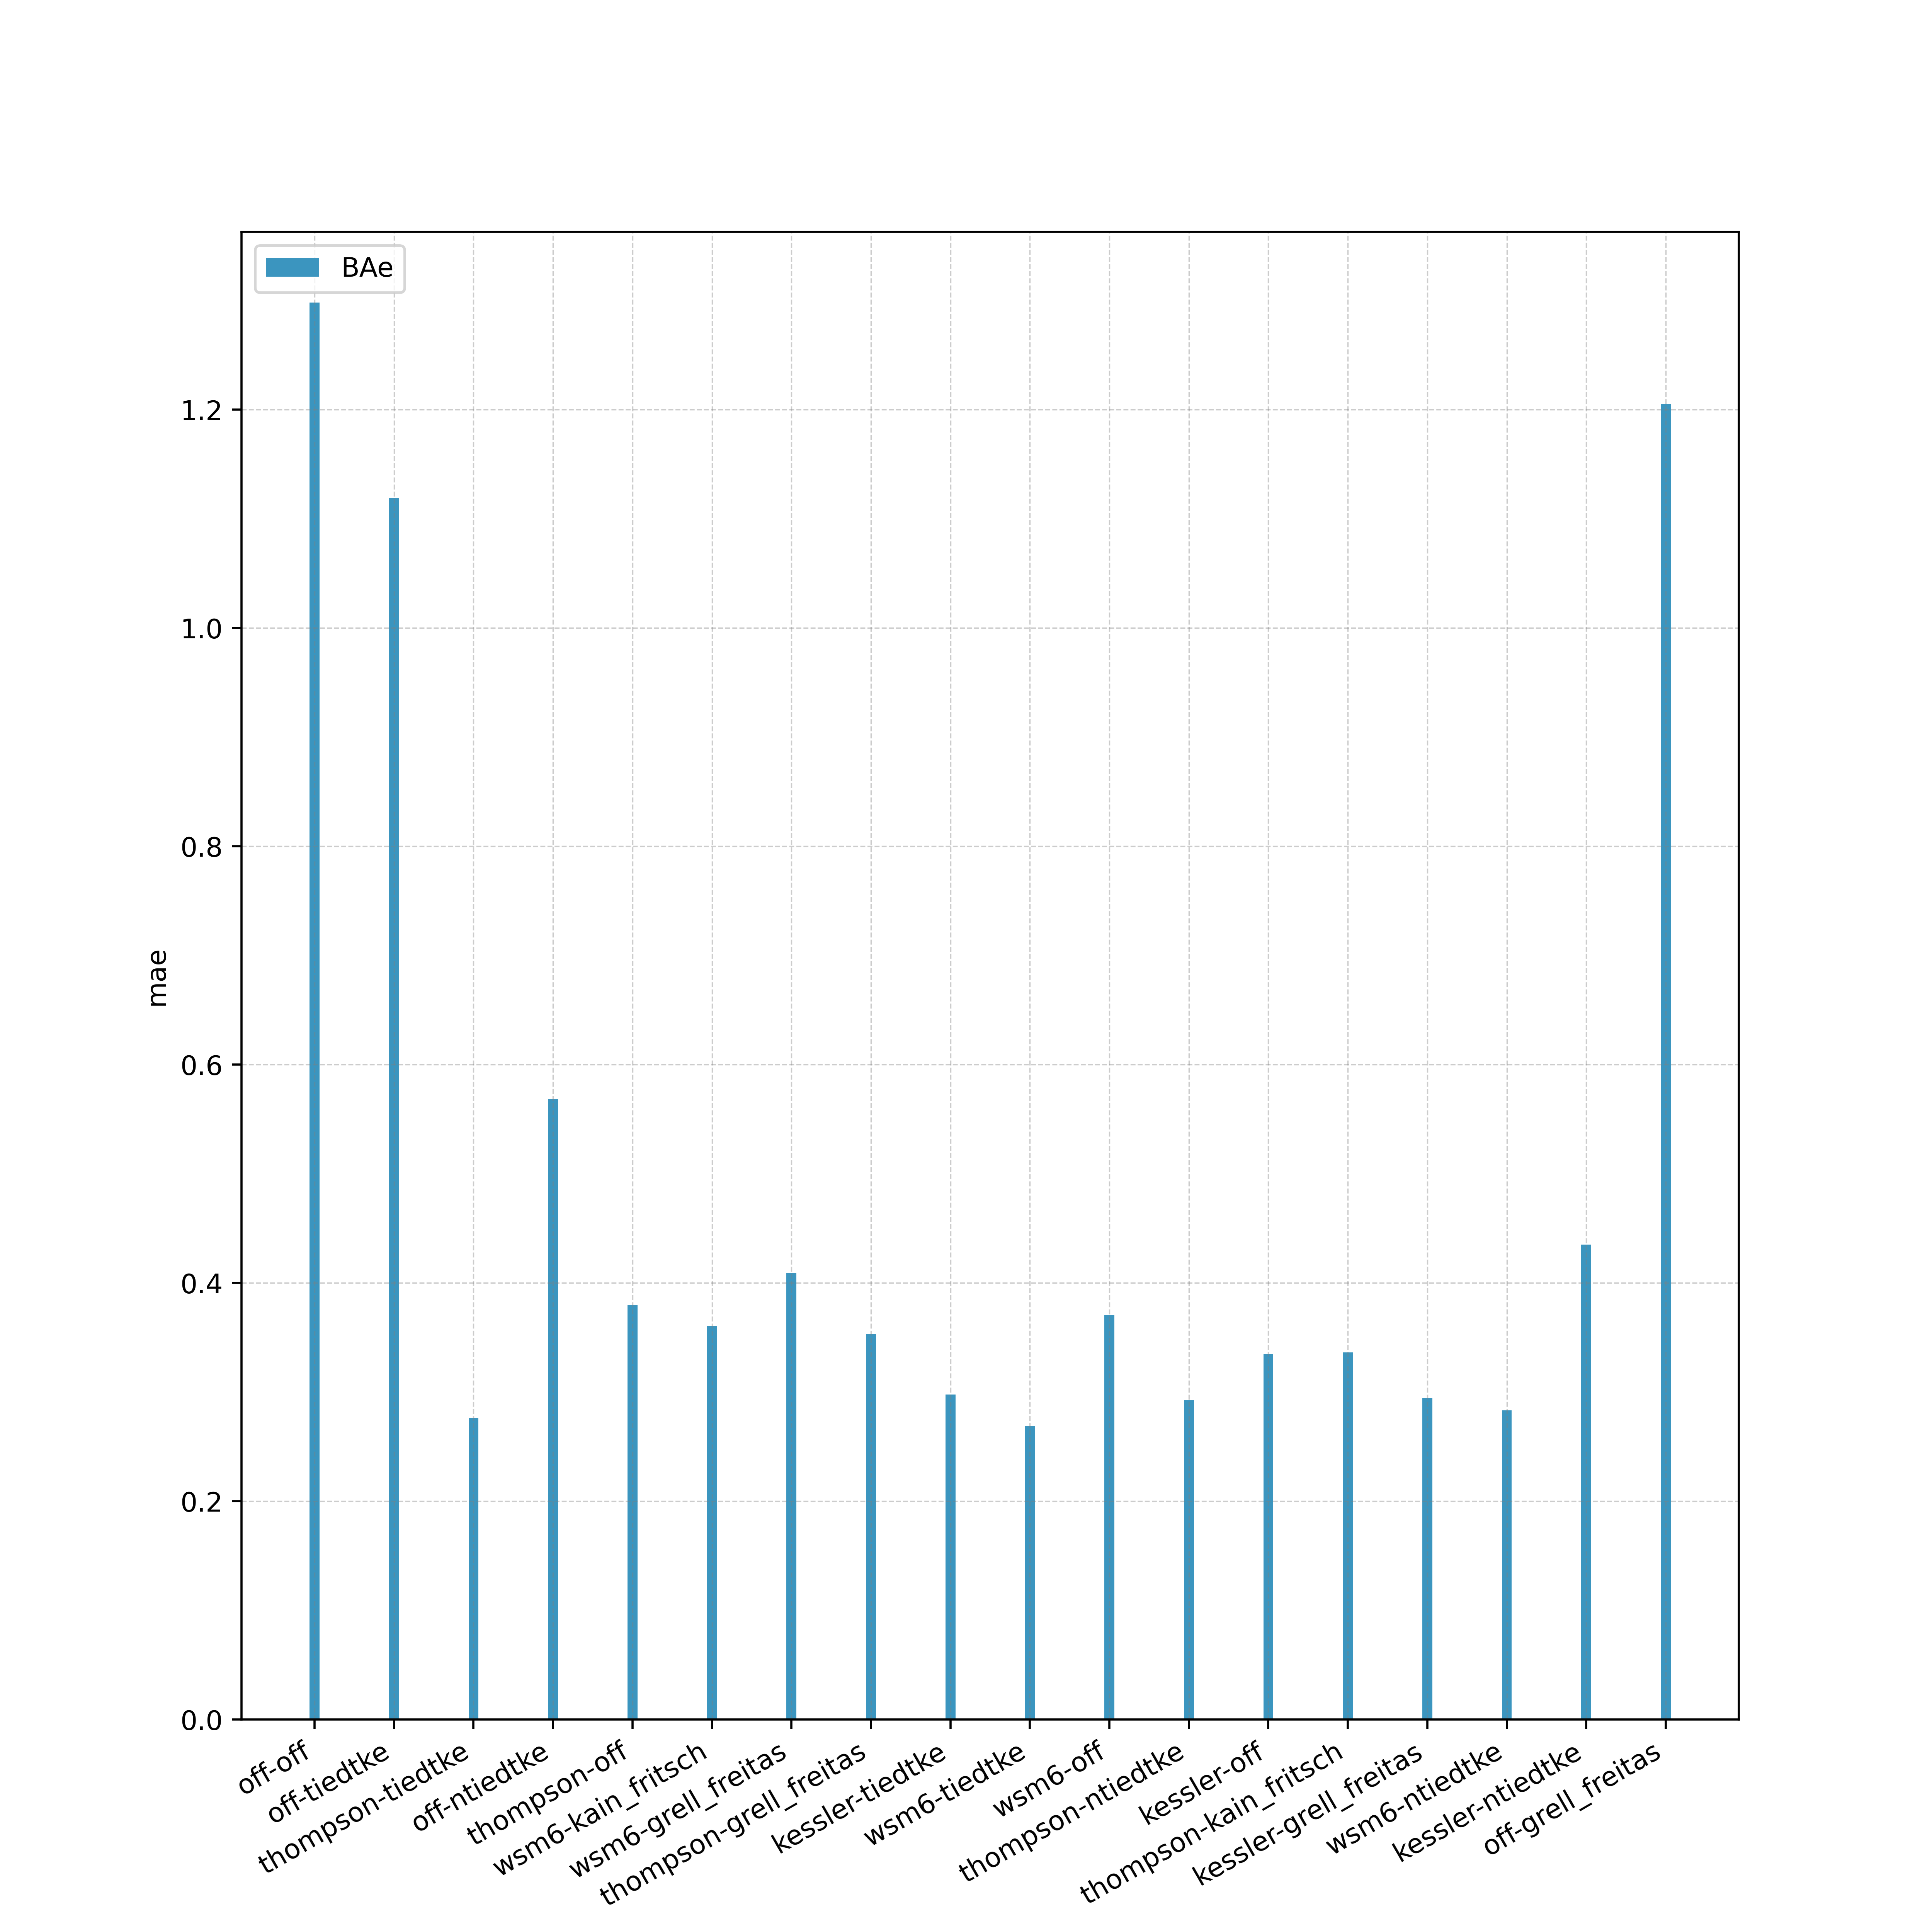 BAe
1.2
1.0
0.8
0.6
0.4
0.2
0.0
mae
off-off
off-tiedtke
thompson-tiedtke
off-ntiedtke
thompson-off
wsm6-kain_fritsch
wsm6-grell_freitas
thompson-grell_freitas
kessler-tiedtke
wsm6-tiedtke
wsm6-off
thompson-ntiedtke
kessler-off
thompson-kain_fritsch
kessler-grell_freitas
wsm6-ntiedtke
kessler-ntiedtke
off-grell_freitas